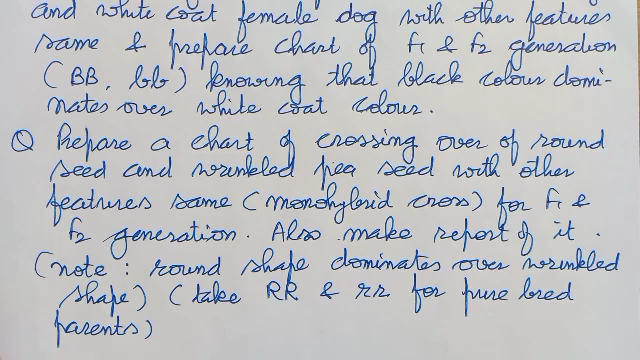 and white coat female dog with other features
same & prepare chart of F1 & F2 generation
(BB, bb) knowing that black colour domi-
nates over white coat colour.
Q Prepare a chart of crossing over of round
seed and wrinkled pea seed with other
features same (monohybrid cross) for F1 &
F2 generation. Also make report of it.
(note: round shape dominates over wrinkled
shape) (take RR & rr for pure bred
parents)